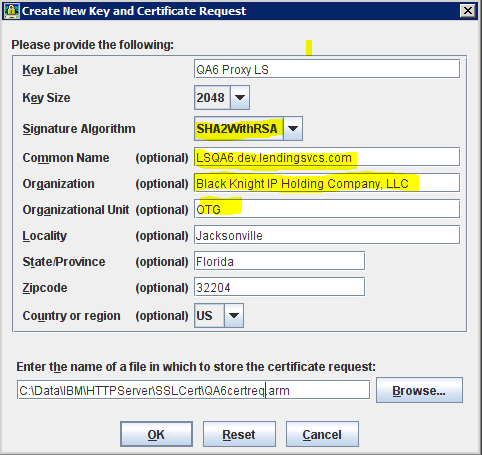 Create New Key and Certificate Request
Please provide the following:
Key Label QA6 Proxy LS
Key Size 2048
Signature Algorithm SHA2WithRSA
Common Name (optional) LSQA6.dev.lendingsvcs.com
Organization (optional) Black Knight IP Holding Company, LLC
Organizational Unit (optional) OTG
Locality (optional) Jacksonville
State/Province (optional) Florida
Zipcode (optional) 32204
Country or region (optional) US
Enter the name of a file in which to store the certificate request:
C:\Data\IBM\HTTPServer\SSLCert\QA6certreq.arm Browse...
OK Reset Cancel